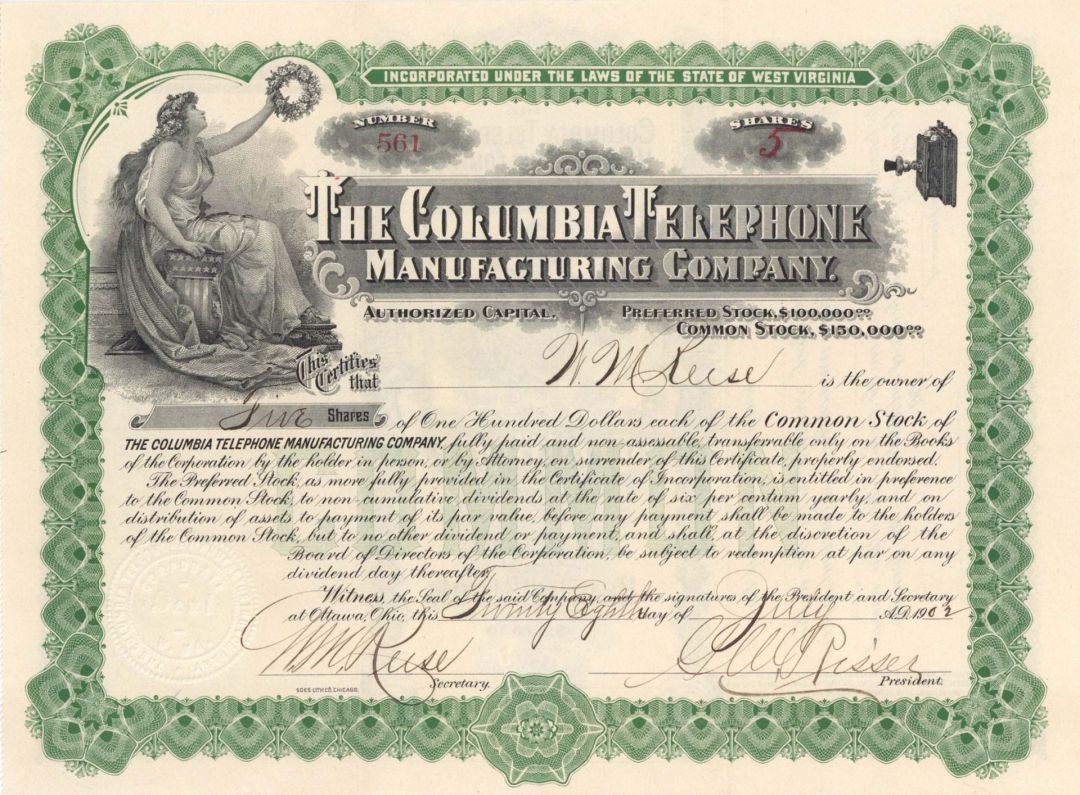 INCORPORATED UNDER THE LAWS OF THE STATE OF WEST VIRGINIA
NUMBER
561
SHARES
5
THE COLUMBIA TELEPHONE
MANUFACTURING COMPANY.
AUTHORIZED CAPITAL. PREFERRED STOCK, $100,000.00
COMMON STOCK, $150,000.00
This Certifies that W. M. Reese is the owner of
Five Shares of One Hundred Dollars each of the Common Stock of
THE COLUMBIA TELEPHONE MANUFACTURING COMPANY, fully paid and non-assessable, transferrable only on the Books
of the Corporation by the holder in person, or by Attorney, on surrender of this Certificate, properly endorsed.
The Preferred Stock, as more fully provided in the Certificate of Incorporation, is entitled in preference
to the Common Stock, to non-cumulative dividends at the rate of six per centum yearly, and on
distribution of assets to payment of its par value, before any payment shall be made to the holders
of the Common Stock, but to no other dividend or payment, and shall, at the discretion of the
Board of Directors of the Corporation, be subject to redemption at par on any
dividend day thereafter.
Witness, the Seal of the said Company, and the signatures of the President and Secretary
at Ottawa, Ohio, this Twenty Eighth day of July A.D. 1902
W M Reese Secretary.
Risser President.
GOES LITH. CO. CHICAGO.